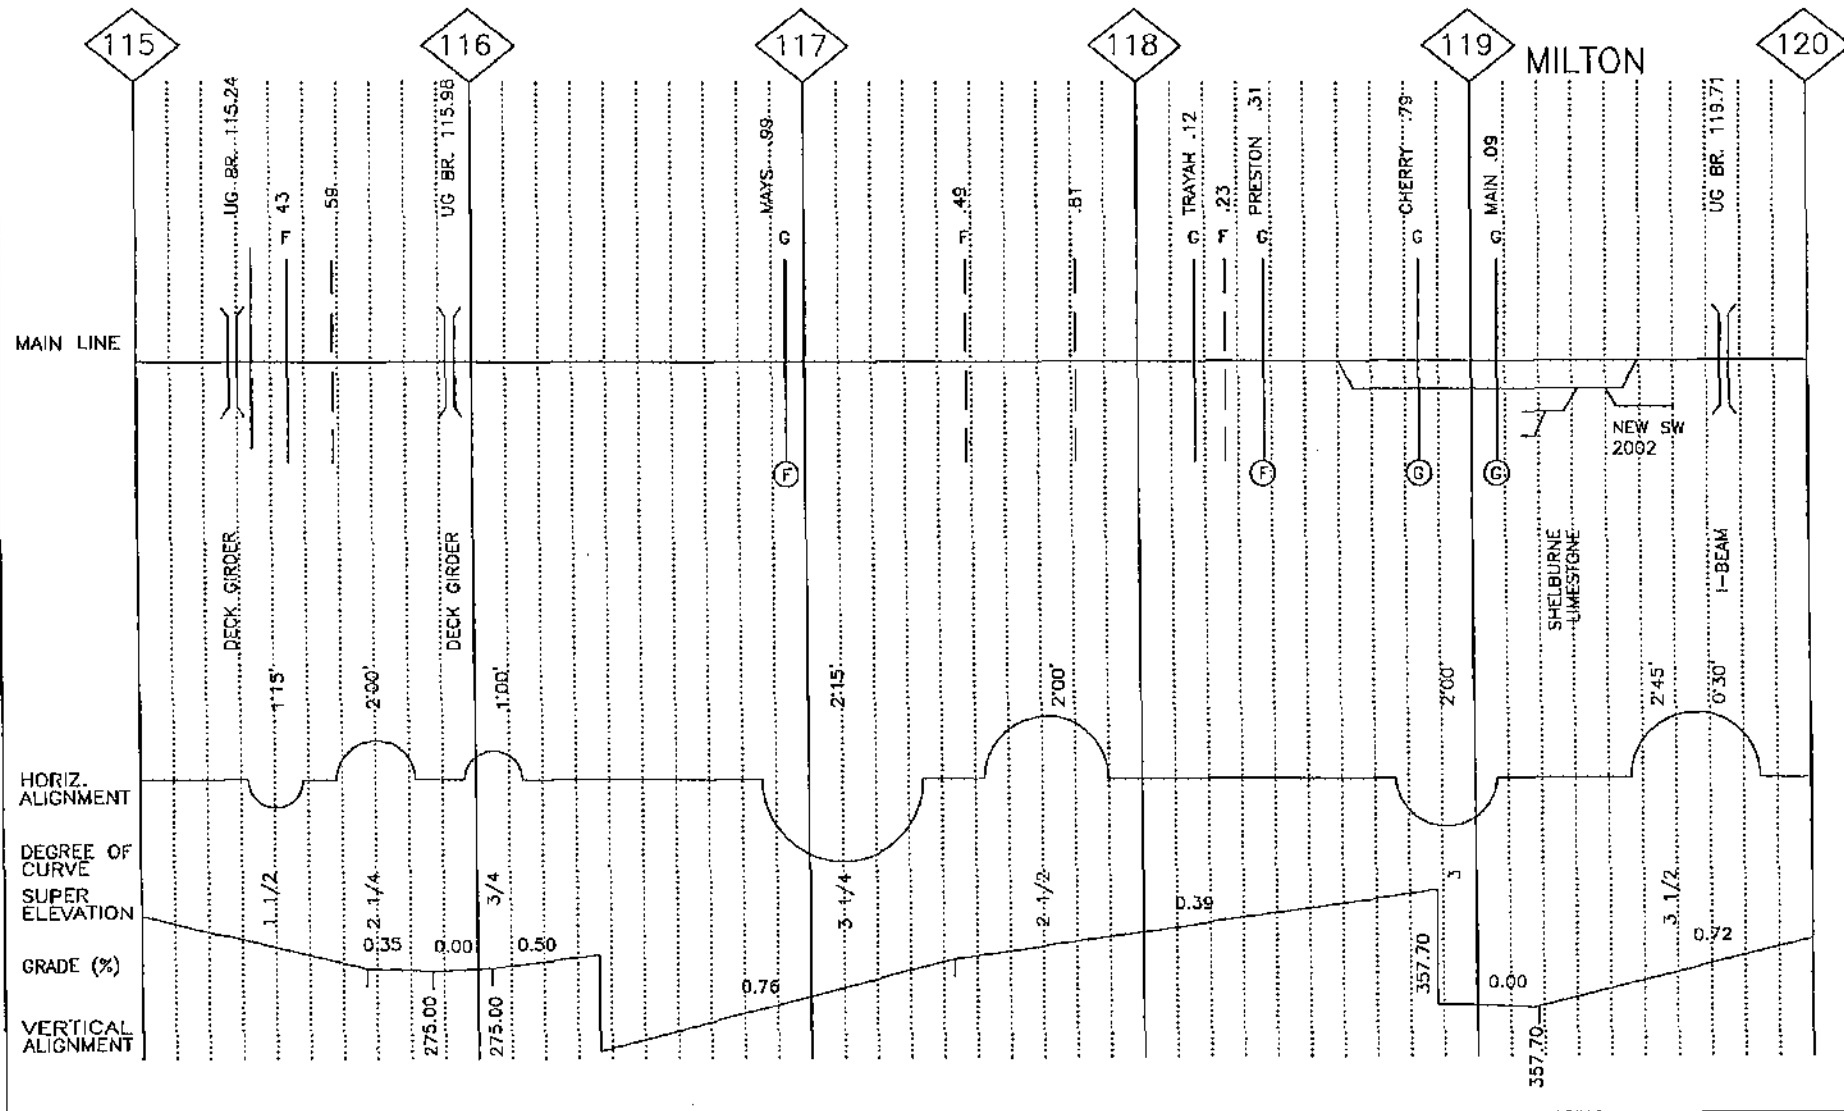 115 116 117 118 119 MILTON 120
UG BR. 115.24
43
.59
UG BR. 115.98
MAYS .99
.49
.81
TRAYAH .12
.23
PRESTON .31
CHERRY .79
MAIN .09
UG BR. 119.71
F G F G F G G G
MAIN LINE
NEW SW
2002
F F G G
DECK GIRDER
DECK GIRDER
SHELBURNE
LIMESTONE
I-BEAM
1°15' 2°00' 1°00' 2°15' 2°00' 2°00' 2°45' 0°30'
HORIZ.
ALIGNMENT
DEGREE OF
CURVE
SUPER
ELEVATION
1 1/2 2 1/4 3/4 3 1/4 2 1/2 3 3 1/2
GRADE (%)
0.35 0.00 0.50 0.76 0.39 0.00 0.72
VERTICAL
ALIGNMENT
275.00 275.00 357.70 357.70